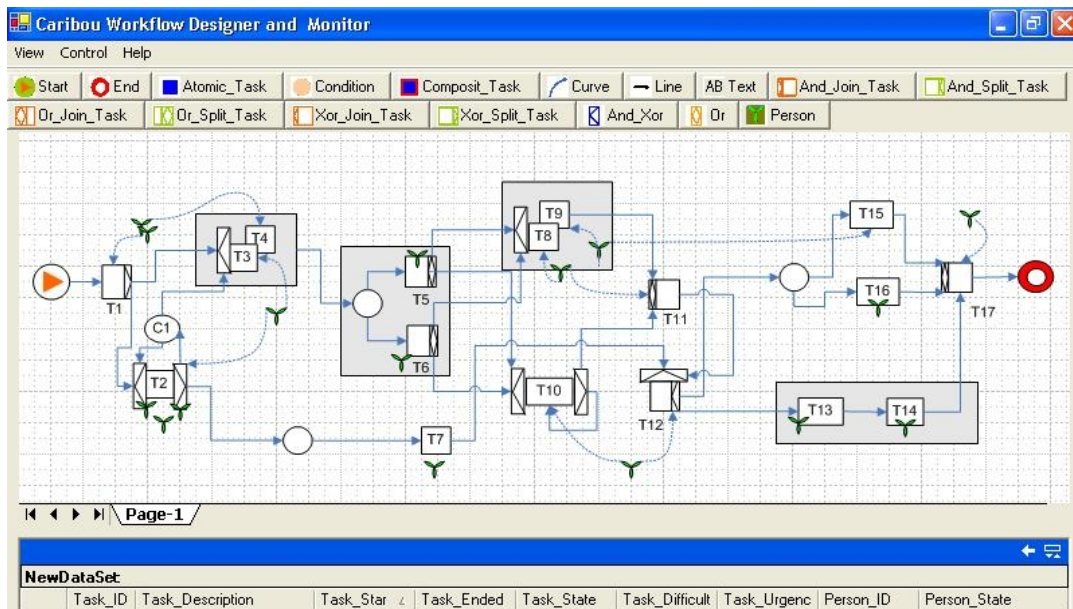 Caribou Workflow Designer and Monitor
View Control Help
Start End Atomic_Task Condition Composit_Task Curve Line AB Text And_Join_Task And_Split_Task
Or_Join_Task Or_Split_Task Xor_Join_Task Xor_Split_Task And_Xor Or Person
T9 T15
T4 T8
T3
T5 T16
T1 T11 T17
C1
T6
T2 T10
T13 T14
T12
T7
Page-1
NewDataSet
Task_ID Task_Description Task_Star Task_Ended Task_State Task_Difficult Task_Urgenc Person_ID Person_State